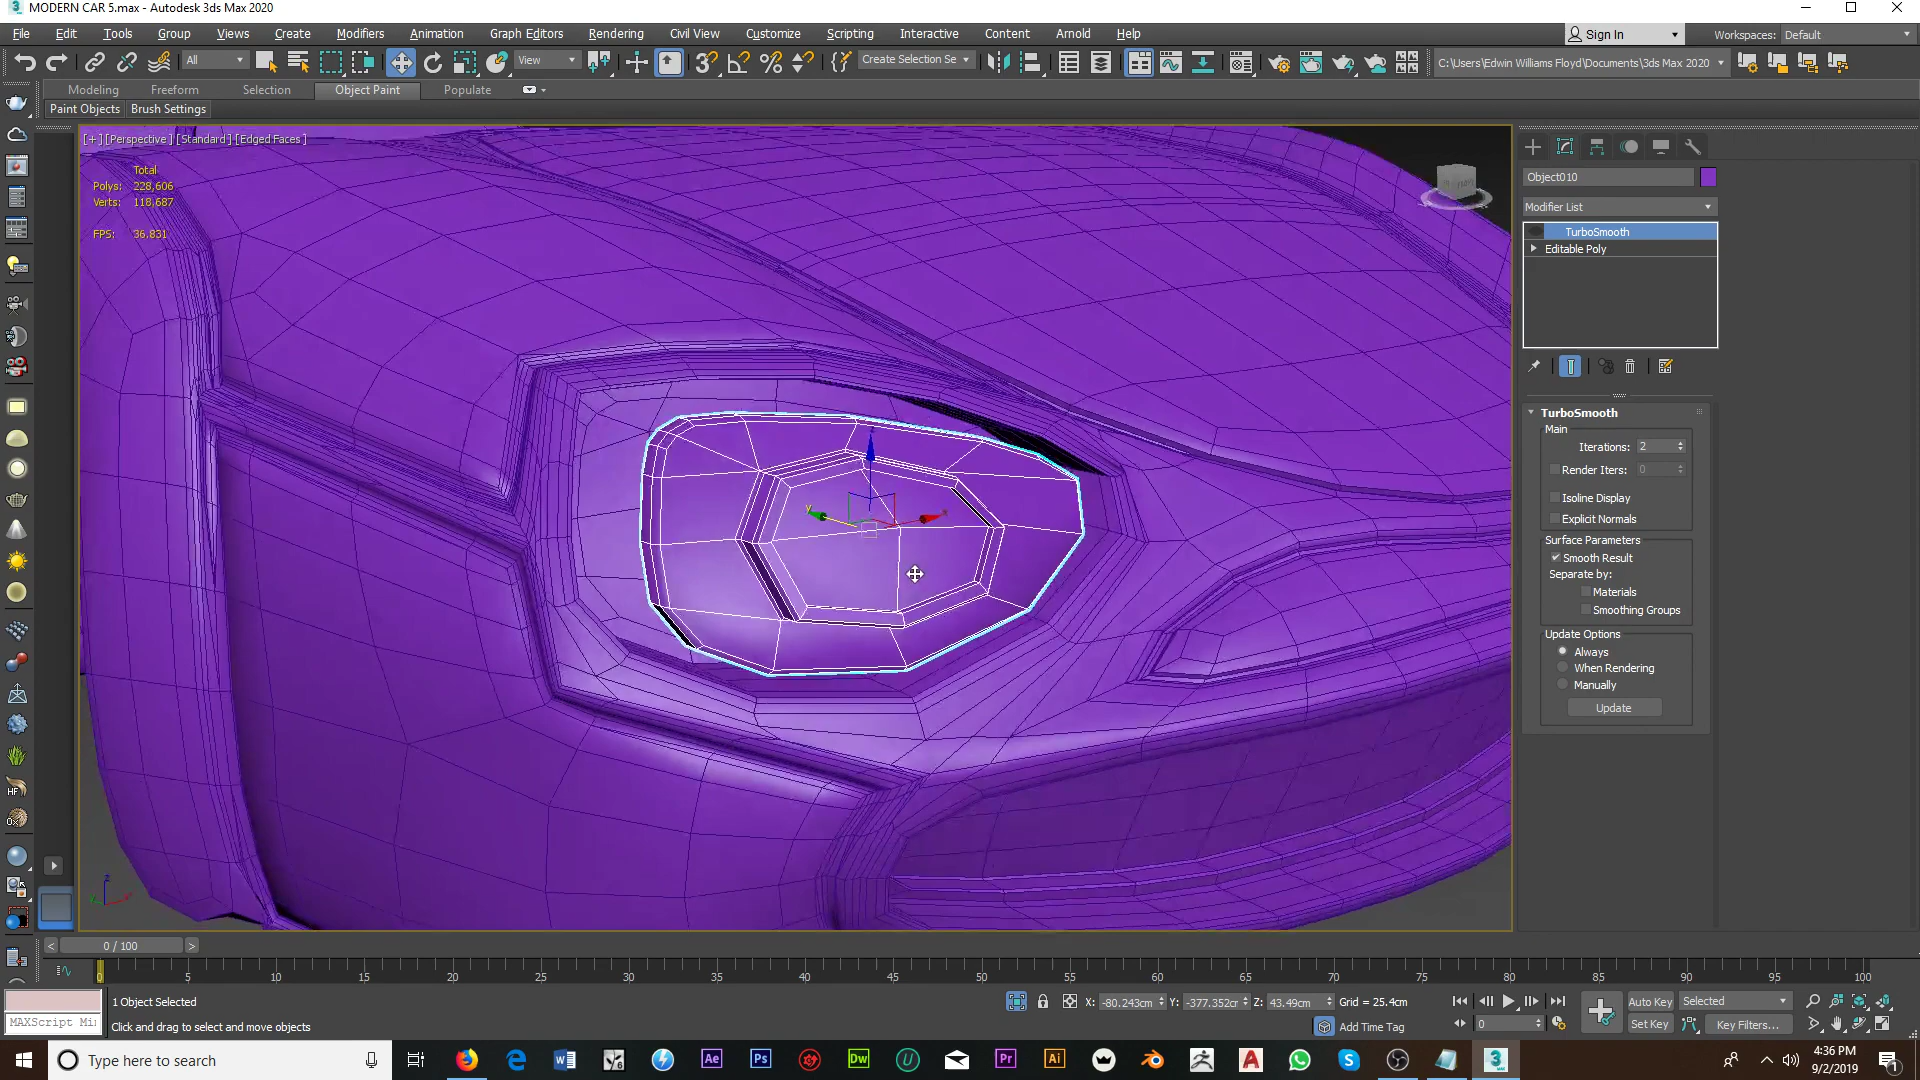 MODERN CAR 5.max - Autodesk 3ds Max 2020
File Edit Tools Group Views Create Modifiers Animation Graph Editors Rendering Civil View Customize Scripting Interactive Content Arnold Help
Sign In
Workspaces: Default
All
View
Create Selection Se
C:\Users\Edwin Williams Floyd\Documents\3ds Max 2020
Modeling Freeform Selection Object Paint Populate
Paint Objects Brush Settings
[+] [Perspective] [Standard] [Edged Faces]
Total
Polys: 228,606
Verts: 118,687
FPS: 36.831
Object010
Modifier List
TurboSmooth
Editable Poly
TurboSmooth
Main
Iterations: 2
Render Iters: 0
Isoline Display
Explicit Normals
Surface Parameters
Smooth Result
Separate by:
Materials
Smoothing Groups
Update Options
Always
When Rendering
Manually
Update
0 / 100
0 5 10 15 20 25 30 35 40 45 50 55 60 65 70 75 80 85 90 95 100
1 Object Selected
X: -80.243cm Y: -377.352cr Z: 43.49cm Grid = 25.4cm
Auto Key Selected
MAXScript Mi
Click and drag to select and move objects
Add Time Tag
0
Set Key Key Filters...
Type here to search
4:36 PM
9/2/2019